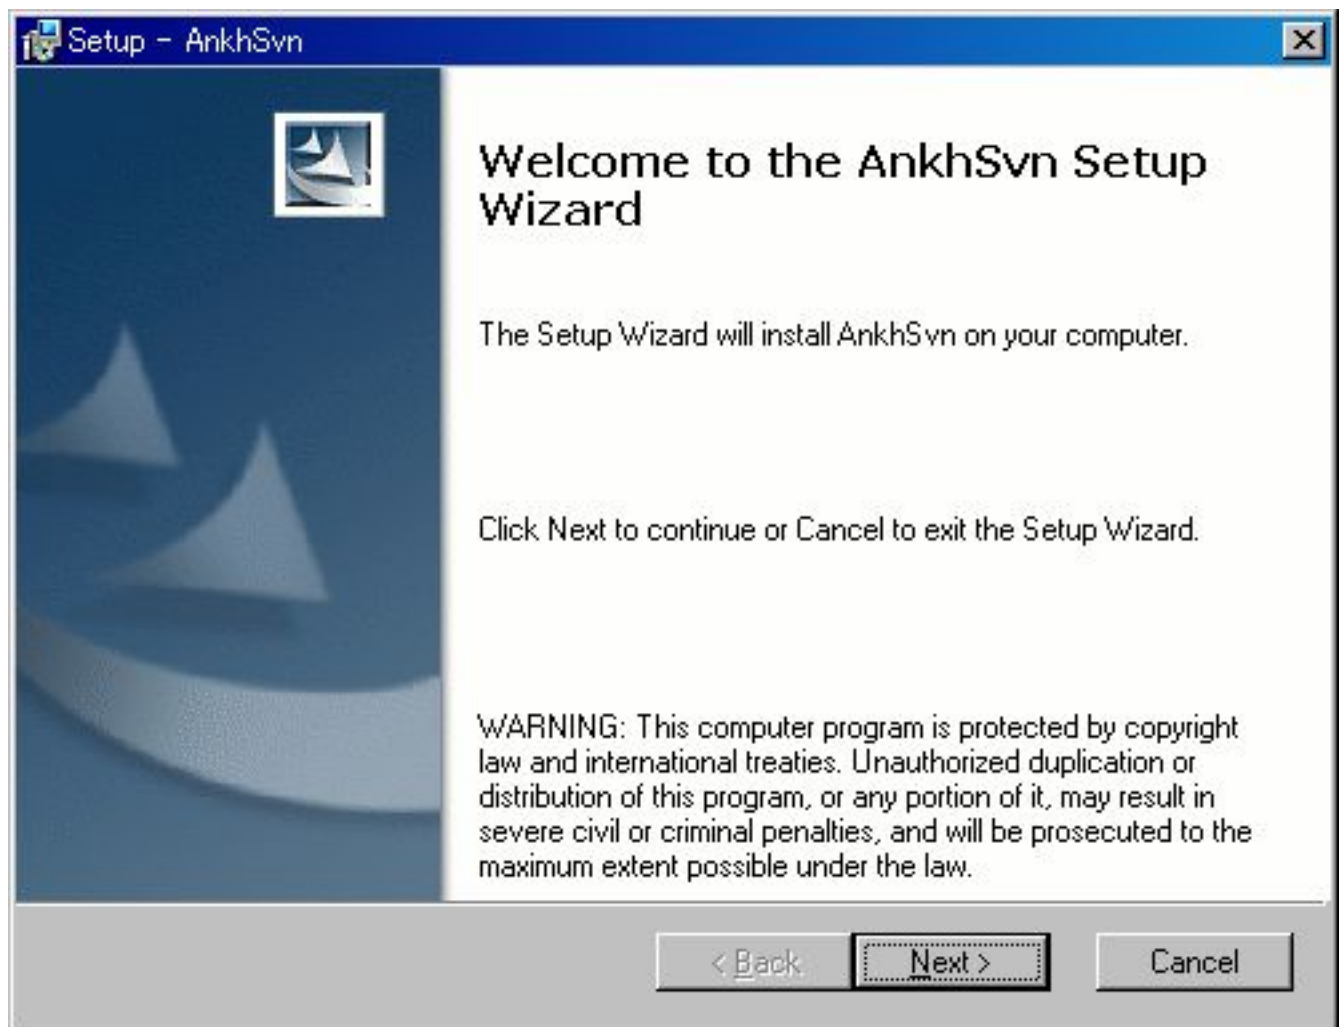 Setup - AnkhSvn
Welcome to the AnkhSvn Setup
Wizard
The Setup Wizard will install AnkhSvn on your computer.
Click Next to continue or Cancel to exit the Setup Wizard.
WARNING: This computer program is protected by copyright
law and international treaties. Unauthorized duplication or
distribution of this program, or any portion of it, may result in
severe civil or criminal penalties, and will be prosecuted to the
maximum extent possible under the law.
< Back Next > Cancel